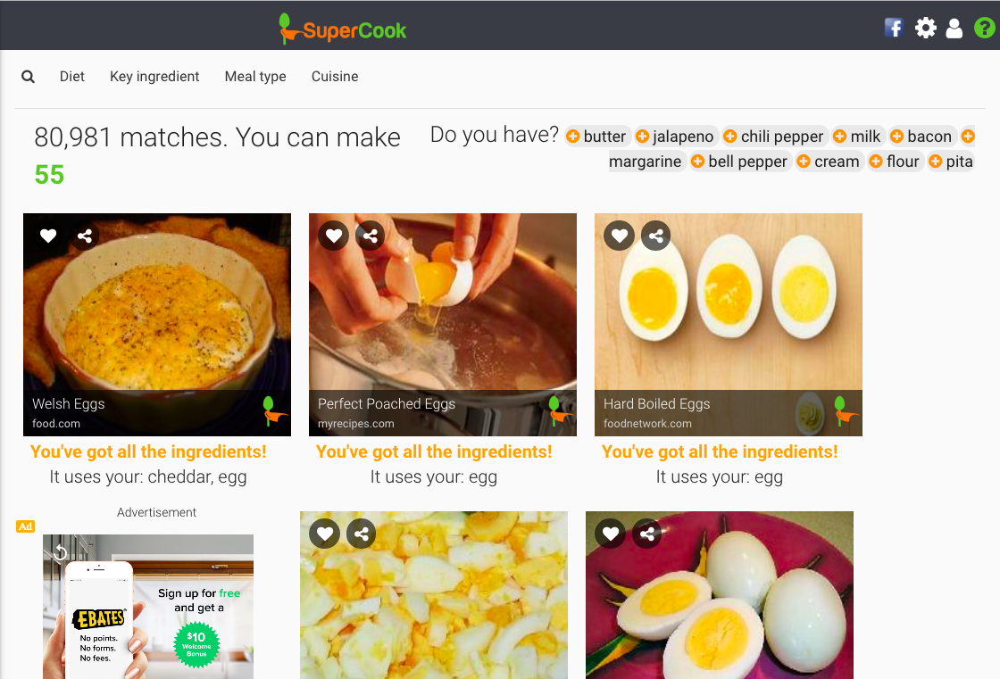 SuperCook
Diet Key ingredient Meal type Cuisine
80,981 matches. You can make
55
Do you have? butter jalapeno chili pepper milk bacon
margarine bell pepper cream flour pita
Welsh Eggs
food.com
You've got all the ingredients!
It uses your: cheddar, egg
Perfect Poached Eggs
myrecipes.com
You've got all the ingredients!
It uses your: egg
Hard Boiled Eggs
foodnetwork.com
You've got all the ingredients!
It uses your: egg
Advertisement
Ad
EBATES
No points.
No forms.
No fees.
Sign up for free
and get a
$10
Welcome
Bonus